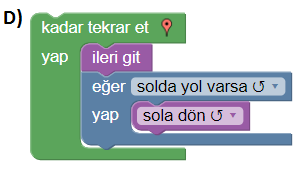 D) kadar tekrar et
yap ileri git
eğer solda yol varsa ↺ ▾
yap sola dön ↺ ▾